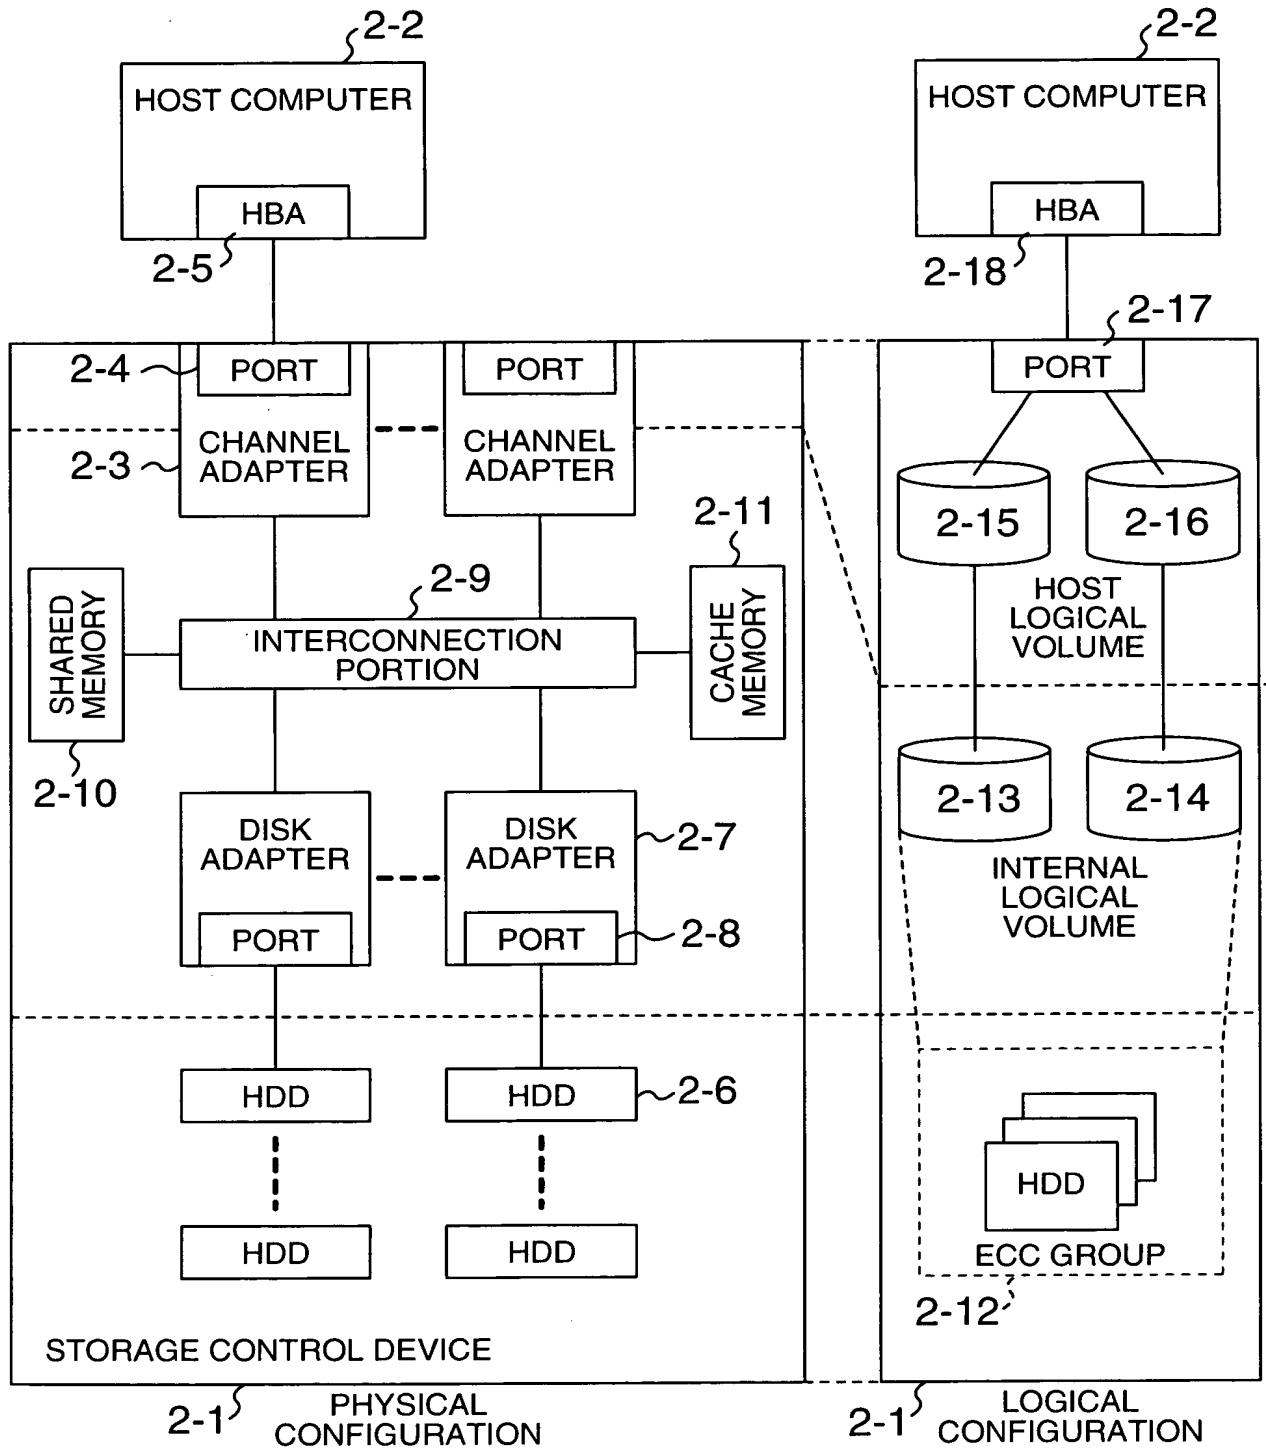 2-2
HOST COMPUTER
HBA
2-5
2-4
PORT
PORT
2-3
CHANNEL
ADAPTER
CHANNEL
ADAPTER
2-11
2-9
SHARED
MEMORY
INTERCONNECTION
PORTION
CACHE
MEMORY
2-10
DISK
ADAPTER
DISK
ADAPTER
2-7
PORT
PORT
2-8
HDD
HDD
2-6
HDD
HDD
STORAGE CONTROL DEVICE
2-1
PHYSICAL
CONFIGURATION
2-2
HOST COMPUTER
HBA
2-18
2-17
PORT
2-15
2-16
HOST
LOGICAL
VOLUME
2-13
2-14
INTERNAL
LOGICAL
VOLUME
HDD
ECC GROUP
2-12
2-1
LOGICAL
CONFIGURATION